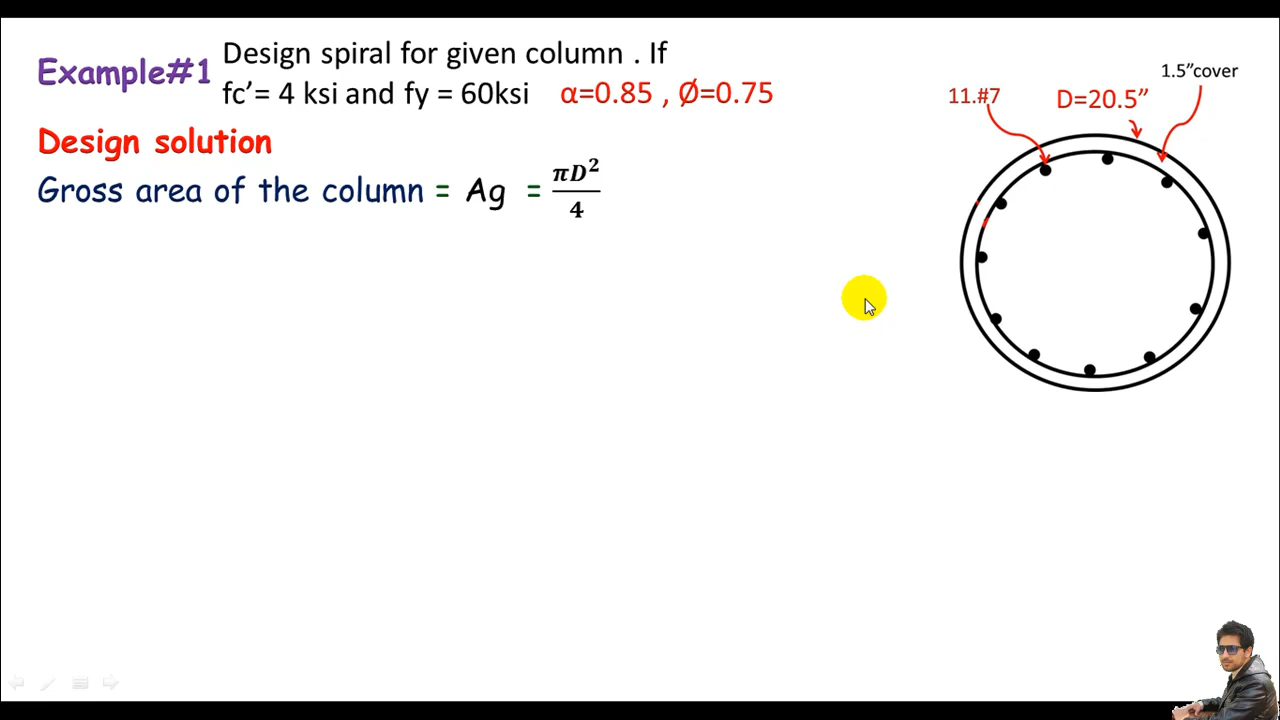 Example#1
Design spiral for given column . If
fc’= 4 ksi and fy = 60ksi α=0.85 , Ø=0.75
Design solution
Gross area of the column = Ag = πD²/4
11.#7
D=20.5”
1.5”cover